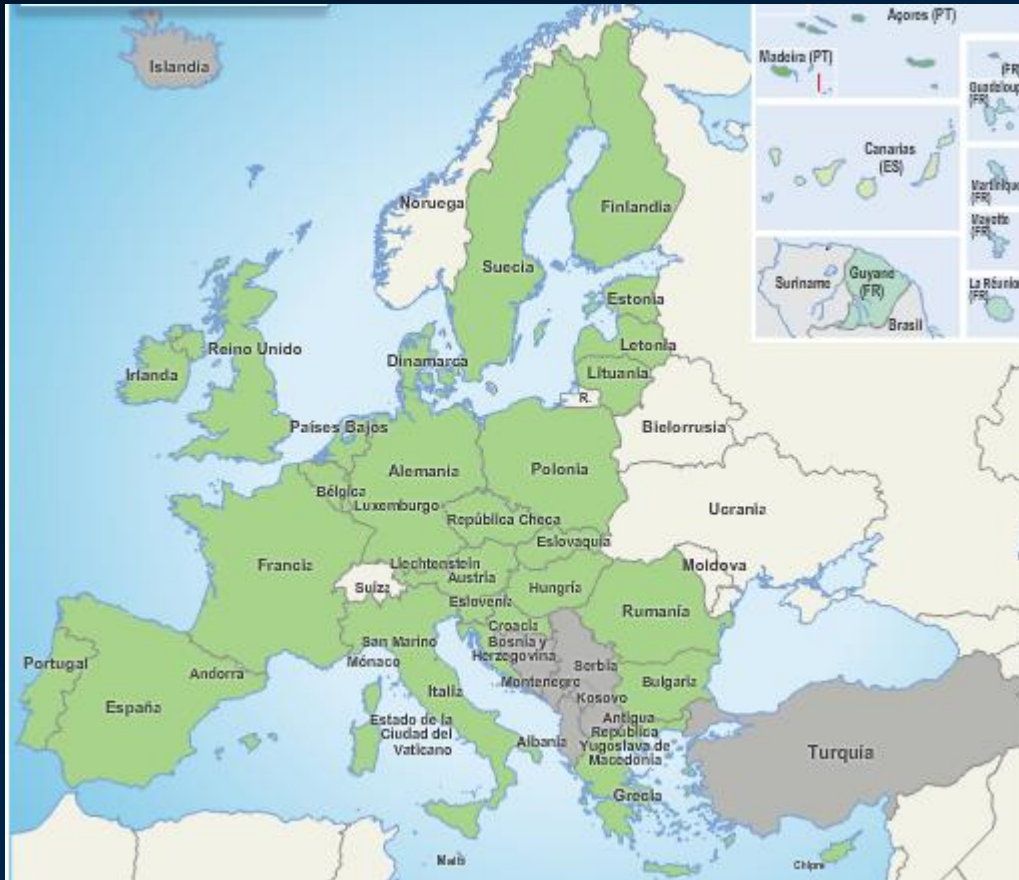 Islandia
Açores (PT)
Madeira (PT)
(FR)
Guadeloup
(FR)
Canarias
(ES)
Martinique
(FR)
Mayotte
(FR)
Suriname
Guyane
(FR)
Brasil
La Réunion
(FR)
Noruega
Finlandia
Suecia
Estonia
Letonia
Lituania
R.
Dinamarca
Reino Unido
Irlanda
Países Bajos
Bielorrusia
Alemania
Polonia
Bélgica
Luxemburgo
República Checa
Ucrania
Eslovaquia
Francia
Liechtenstein
Austria
Suiza
Hungría
Moldova
Eslovenia
Rumanía
Croacia
San Marino
Bosnia y
Herzegovina
Mónaco
Serbia
Portugal
Andorra
Montenegro
Bulgaria
Kosovo
España
Italia
Estado de la
Ciudad del
Vaticano
Antigua
República
Yugoslava de
Macedonia
Albania
Turquía
Grecia
Malta
Chipre